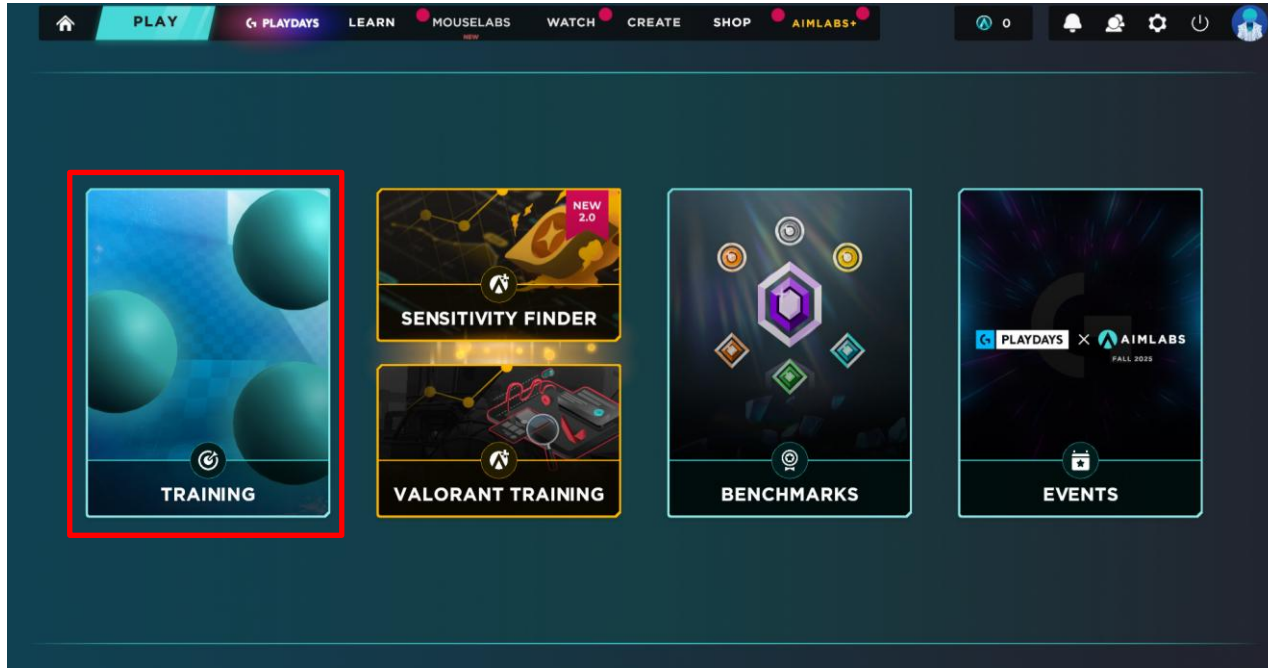 PLAY
G PLAYDAYS
LEARN
MOUSELABS
NEW
WATCH
CREATE
SHOP
AIMLABS+
0
NEW
2.0
SENSITIVITY FINDER
TRAINING
VALORANT TRAINING
BENCHMARKS
G PLAYDAYS X AIMLABS
FALL 2025
EVENTS